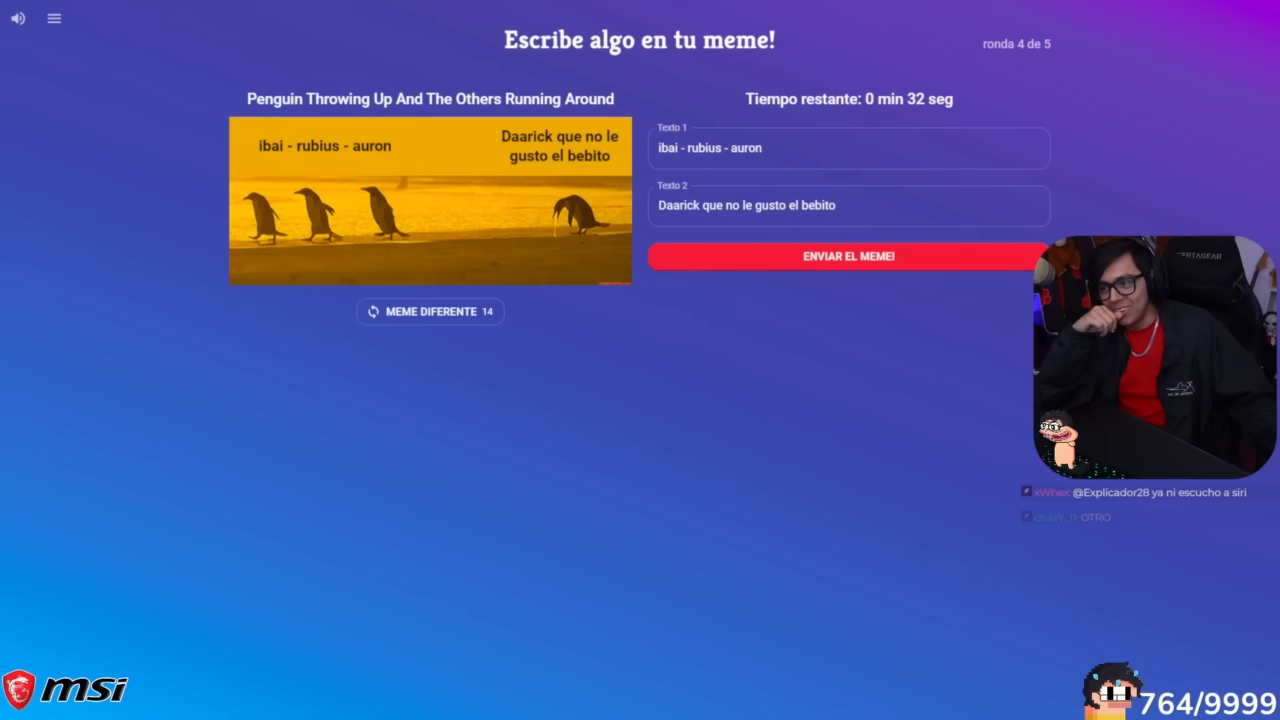 Escribe algo en tu meme!
ronda 4 de 5
Penguin Throwing Up And The Others Running Around
ibai - rubius - auron
Daarick que no le
gusto el bebito
MEME DIFERENTE 14
Tiempo restante: 0 min 32 seg
Texto 1
ibai - rubius - auron
Texto 2
Daarick que no le gusto el bebito
ENVIAR EL MEME!
xWhex: @Explicador28 ya ni escucho a siri
OTRO
msi
764/9999